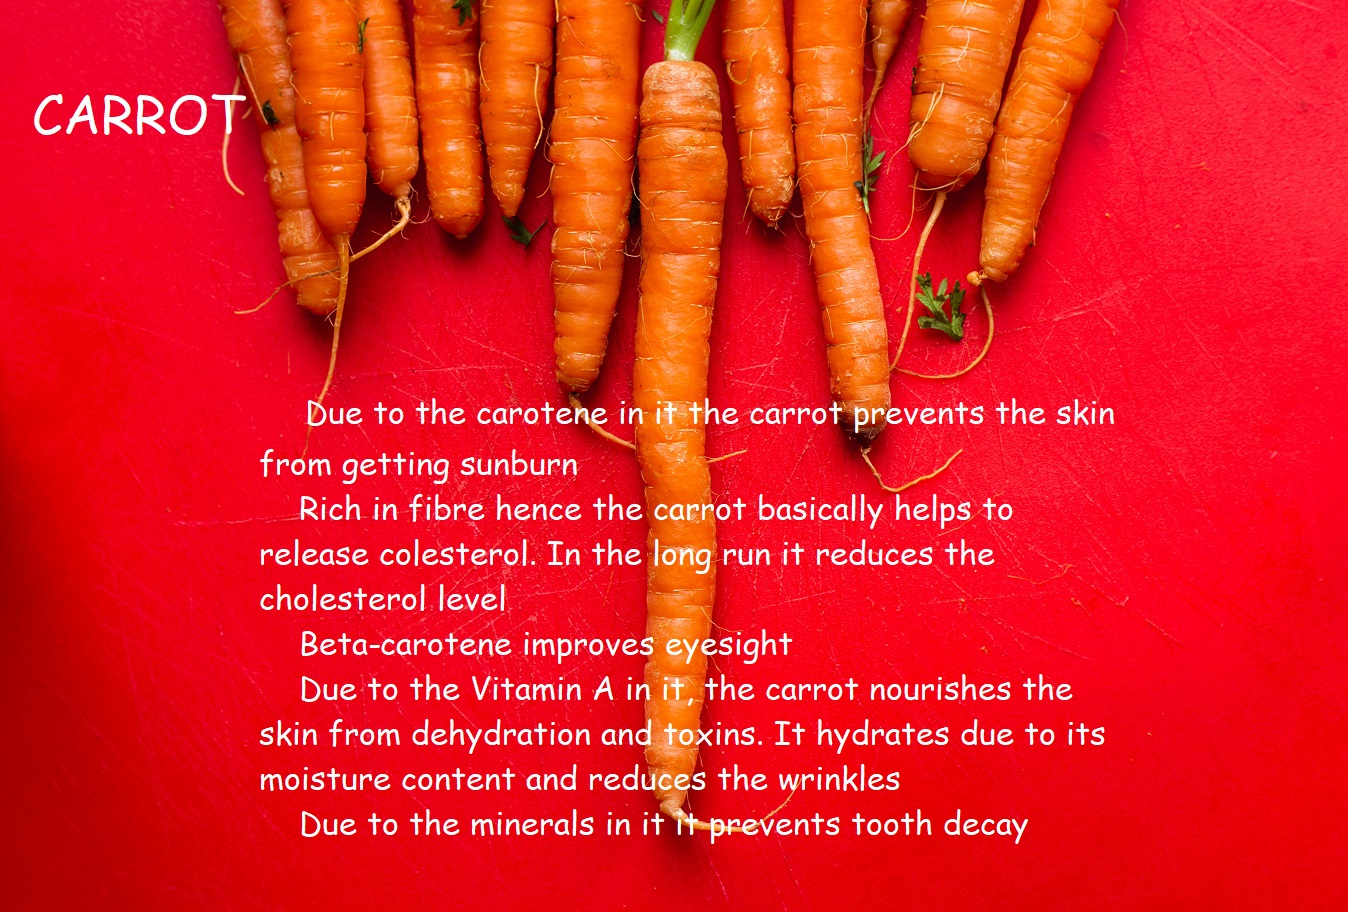 CARROT
Due to the carotene in it the carrot prevents the skin
from getting sunburn
Rich in fibre hence the carrot basically helps to
release colesterol. In the long run it reduces the
cholesterol level
Beta-carotene improves eyesight
Due to the Vitamin A in it, the carrot nourishes the
skin from dehydration and toxins. It hydrates due to its
moisture content and reduces the wrinkles
Due to the minerals in it it prevents tooth decay